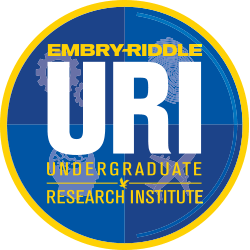 EMBRY-RIDDLE
URI
UNDERGRADUATE
RESEARCH INSTITUTE